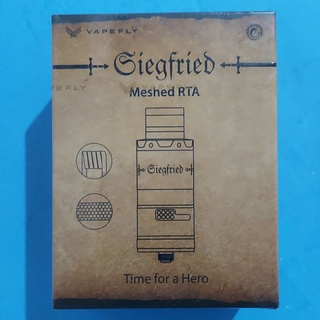 VAPEFLY
Siegfried
Meshed RTA
Siegfried
Time for a Hero